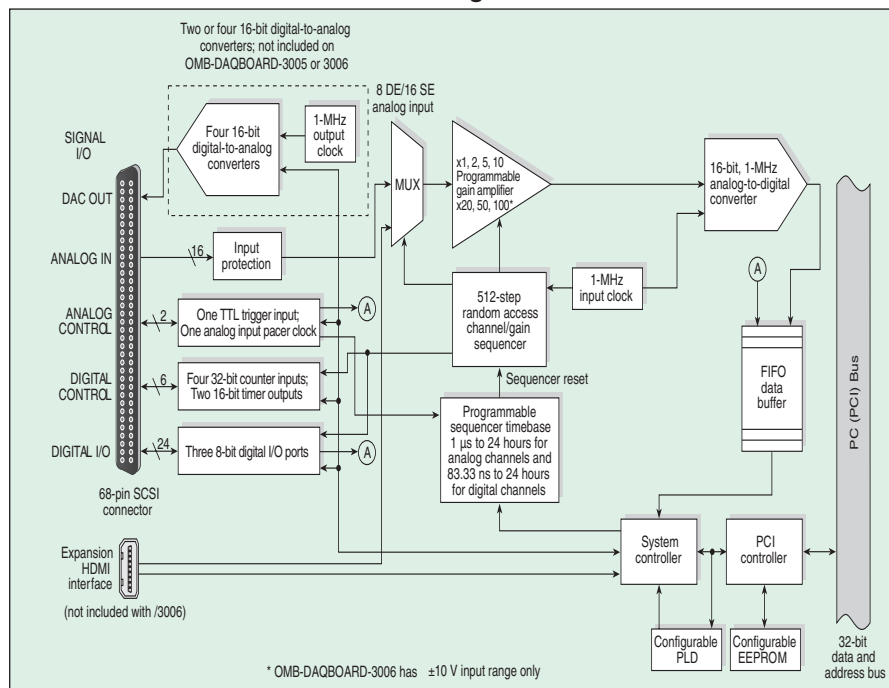 Two or four 16-bit digital-to-analog
converters; not included on
OMB-DAQBOARD-3005 or 3006
8 DE/16 SE
analog input
SIGNAL
I/O
Four 16-bit
digital-to-analog
converters
1-MHz
output
clock
DAC OUT
MUX
x1, 2, 5, 10
Programmable
gain amplifier
x20, 50, 100*
16-bit, 1-MHz
analog-to-digital
converter
ANALOG IN
16
Input
protection
ANALOG
CONTROL
2
One TTL trigger input;
One analog input pacer clock
A
512-step
random access
channel/gain
sequencer
1-MHz
input clock
A
DIGITAL
CONTROL
6
Four 32-bit counter inputs;
Two 16-bit timer outputs
Sequencer reset
FIFO
data
buffer
PC (PCI) Bus
DIGITAL I/O
24
Three 8-bit digital I/O ports
A
Programmable
sequencer timebase
1 µs to 24 hours for
analog channels and
83.33 ns to 24 hours
for digital channels
68-pin SCSI
connector
Expansion
HDMI
interface
(not included with /3006)
System
controller
PCI
controller
Configurable
PLD
Configurable
EEPROM
32-bit
data and
address bus
* OMB-DAQBOARD-3006 has ±10 V input range only